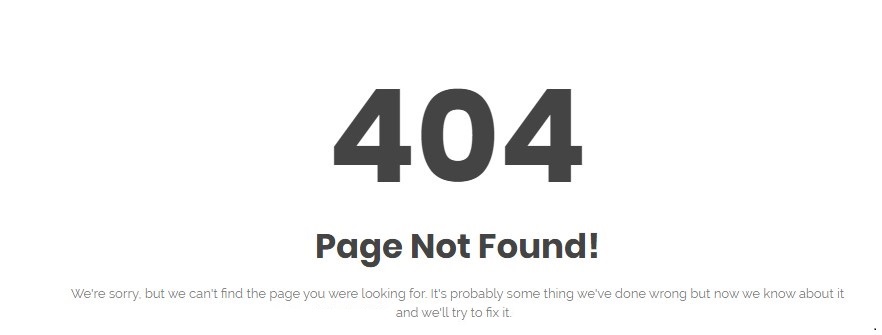 404
Page Not Found!
We're sorry, but we can't find the page you were looking for. It's probably some thing we've done wrong but now we know about it
and we'll try to fix it.